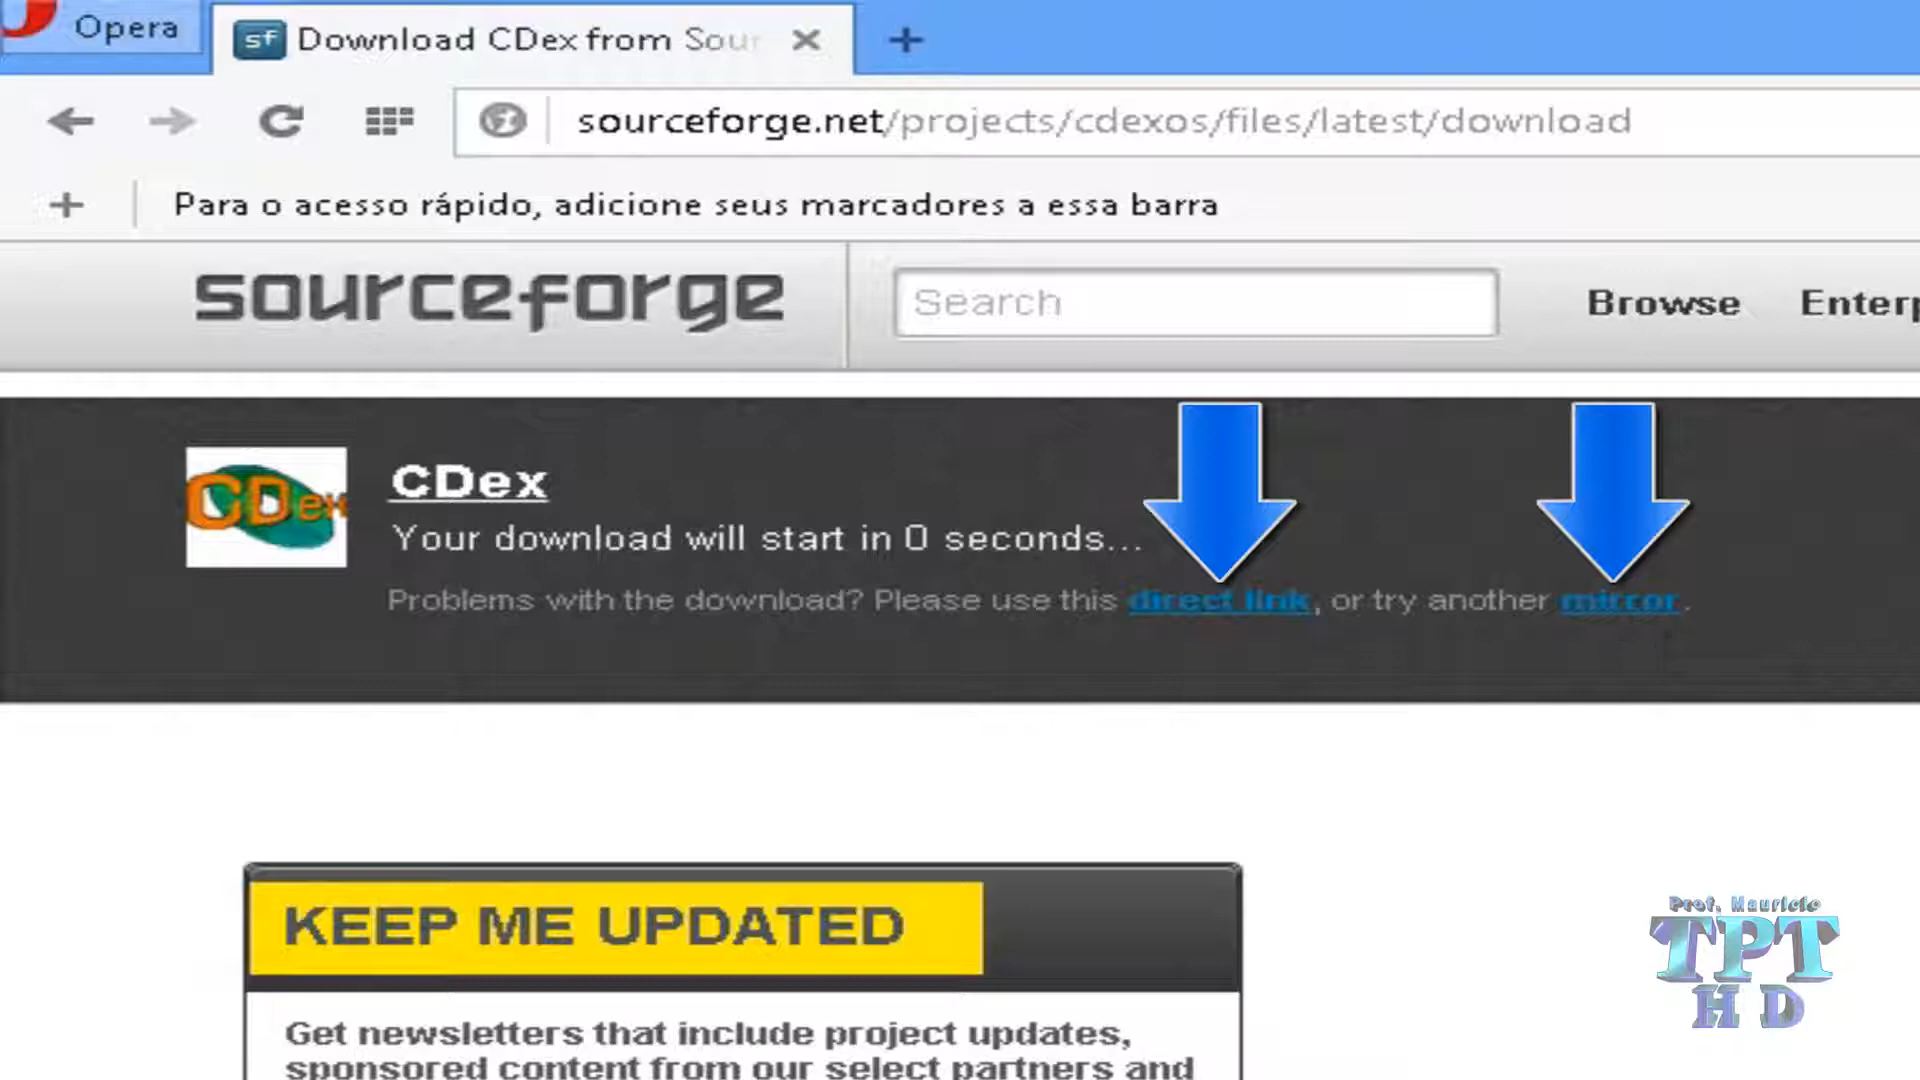 Opera
sf Download CDex from Sour
sourceforge.net/projects/cdexos/files/latest/download
Para o acesso rápido, adicione seus marcadores a essa barra
sourceforge
Search
Browse
Enterp
CDex
CDex
Your download will start in 0 seconds...
Problems with the download? Please use this direct link, or try another mirror.
KEEP ME UPDATED
Get newsletters that include project updates,
sponsored content from our select partners and
Prof. Mauricio
TPT
HD